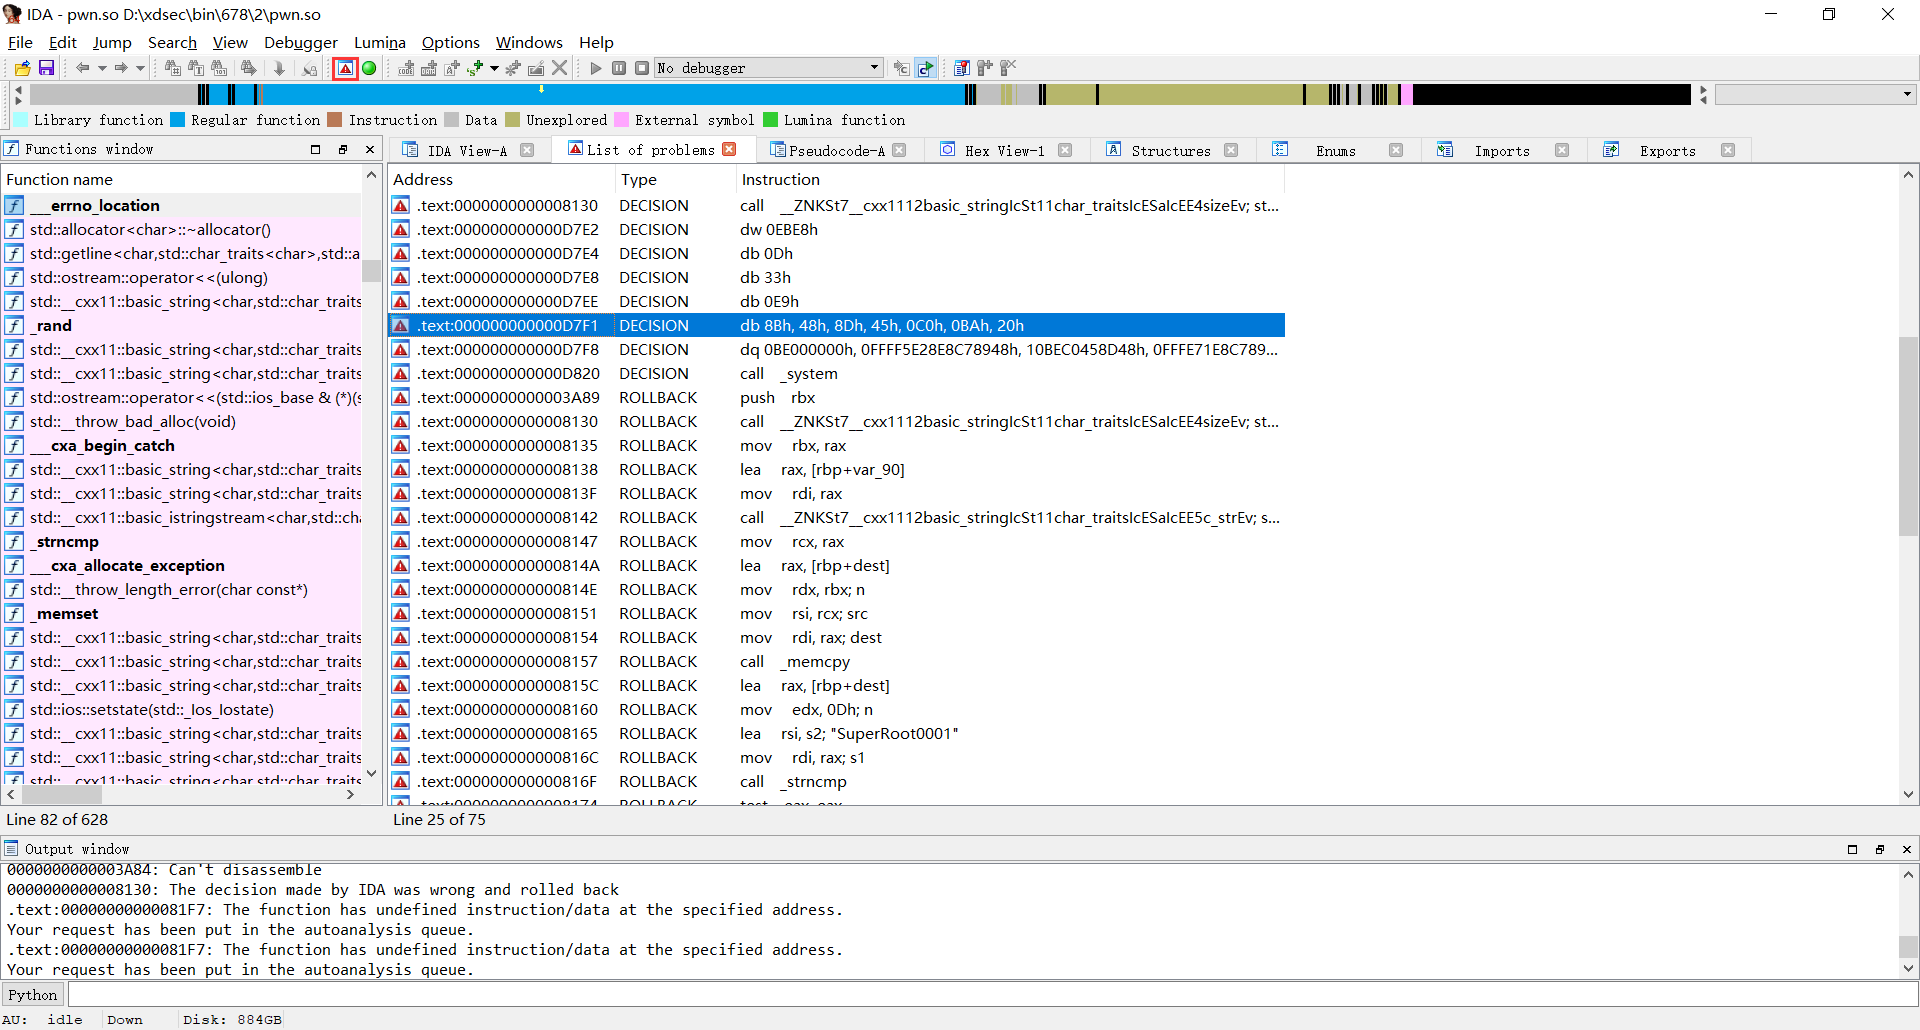 IDA - pwn.so D:\xdsec\bin\678\2\pwn.so
File Edit Jump Search View Debugger Lumina Options Windows Help
No debugger
Library function Regular function Instruction Data Unexplored External symbol Lumina function
Functions window
IDA View-A List of problems Pseudocode-A Hex View-1 Structures Enums Imports Exports
Function name
___errno_location
std::allocator<char>::~allocator()
std::getline<char,std::char_traits<char>,std::a
std::ostream::operator<<(ulong)
std::__cxx11::basic_string<char,std::char_traits
_rand
std::__cxx11::basic_string<char,std::char_traits
std::__cxx11::basic_string<char,std::char_traits
std::ostream::operator<<(std::ios_base & (*)(s
std::__throw_bad_alloc(void)
___cxa_begin_catch
std::__cxx11::basic_string<char,std::char_traits
std::__cxx11::basic_string<char,std::char_traits
std::__cxx11::basic_istringstream<char,std::cha
_strncmp
___cxa_allocate_exception
std::__throw_length_error(char const*)
_memset
std::__cxx11::basic_string<char,std::char_traits
std::__cxx11::basic_string<char,std::char_traits
std::__cxx11::basic_string<char,std::char_traits
std::ios::setstate(std::_Ios_Iostate)
std::__cxx11::basic_string<char,std::char_traits
std::__cxx11::basic_string<char,std::char_traits
std::__cxx11::basic_string<char,std::char_traits
Line 82 of 628
Address Type Instruction
.text:0000000000008130 DECISION call __ZNKSt7__cxx1112basic_stringIcSt11char_traitsIcESaIcEE4sizeEv; st...
.text:000000000000D7E2 DECISION dw 0EBE8h
.text:000000000000D7E4 DECISION db 0Dh
.text:000000000000D7E8 DECISION db 33h
.text:000000000000D7EE DECISION db 0E9h
.text:000000000000D7F1 DECISION db 8Bh, 48h, 8Dh, 45h, 0C0h, 0BAh, 20h
.text:000000000000D7F8 DECISION dq 0BE000000h, 0FFFF5E28E8C78948h, 10BEC0458D48h, 0FFFE71E8C789...
.text:000000000000D820 DECISION call _system
.text:0000000000003A89 ROLLBACK push rbx
.text:0000000000008130 ROLLBACK call __ZNKSt7__cxx1112basic_stringIcSt11char_traitsIcESaIcEE4sizeEv; st...
.text:0000000000008135 ROLLBACK mov rbx, rax
.text:0000000000008138 ROLLBACK lea rax, [rbp+var_90]
.text:000000000000813F ROLLBACK mov rdi, rax
.text:0000000000008142 ROLLBACK call __ZNKSt7__cxx1112basic_stringIcSt11char_traitsIcESaIcEE5c_strEv; s...
.text:0000000000008147 ROLLBACK mov rcx, rax
.text:000000000000814A ROLLBACK lea rax, [rbp+dest]
.text:000000000000814E ROLLBACK mov rdx, rbx; n
.text:0000000000008151 ROLLBACK mov rsi, rcx; src
.text:0000000000008154 ROLLBACK mov rdi, rax; dest
.text:0000000000008157 ROLLBACK call _memcpy
.text:000000000000815C ROLLBACK lea rax, [rbp+dest]
.text:0000000000008160 ROLLBACK mov edx, 0Dh; n
.text:0000000000008165 ROLLBACK lea rsi, s2; "SuperRoot0001"
.text:000000000000816C ROLLBACK mov rdi, rax; s1
.text:000000000000816F ROLLBACK call _strncmp
.text:0000000000008174 ROLLBACK test eax, eax
Line 25 of 75
Output window
0000000000003A84: Can't disassemble
0000000000008130: The decision made by IDA was wrong and rolled back
.text:00000000000081F7: The function has undefined instruction/data at the specified address.
Your request has been put in the autoanalysis queue.
.text:00000000000081F7: The function has undefined instruction/data at the specified address.
Your request has been put in the autoanalysis queue.
Python
AU: idle Down Disk: 884GB